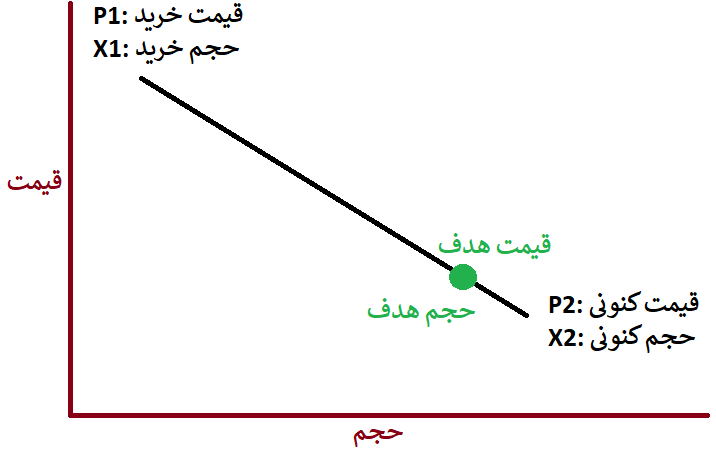 P1: قیمت خرید
X1: حجم خرید
قیمت
قیمت هدف
حجم هدف
P2: قیمت کنونی
X2: حجم کنونی
حجم